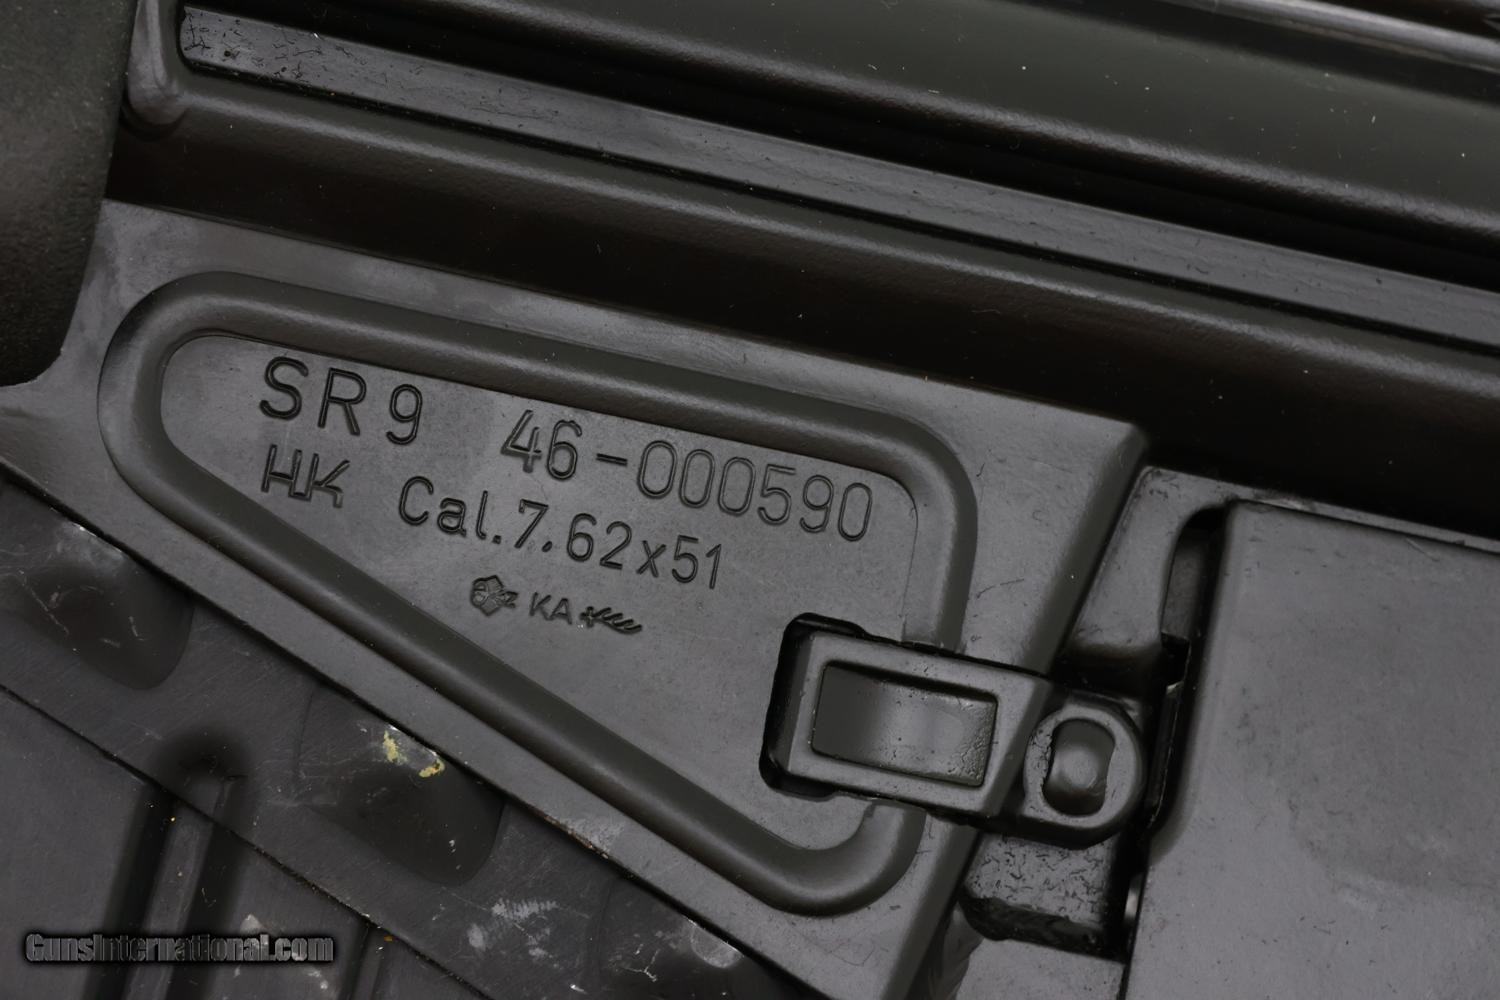 SR9 46-000590
HK Cal.7.62x51
KA
GunsInternational.com